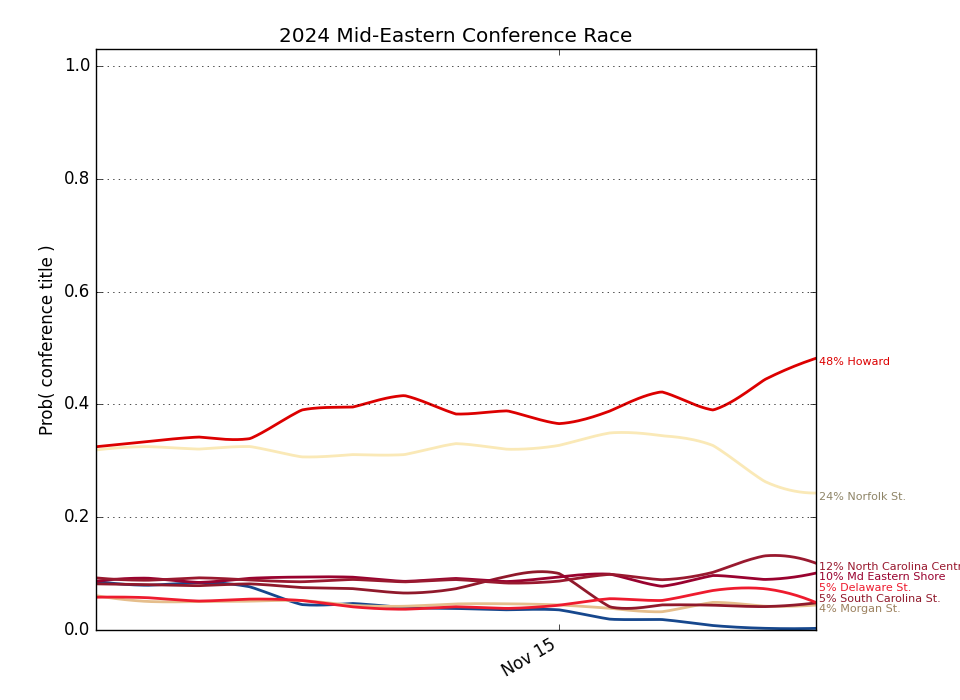 2024 Mid-Eastern Conference Race
Prob( conference title )
1.0
0.8
0.6
0.4
0.2
0.0
Nov 15
48% Howard
24% Norfolk St.
12% North Carolina Centr
10% Md Eastern Shore
5% Delaware St.
5% South Carolina St.
4% Morgan St.